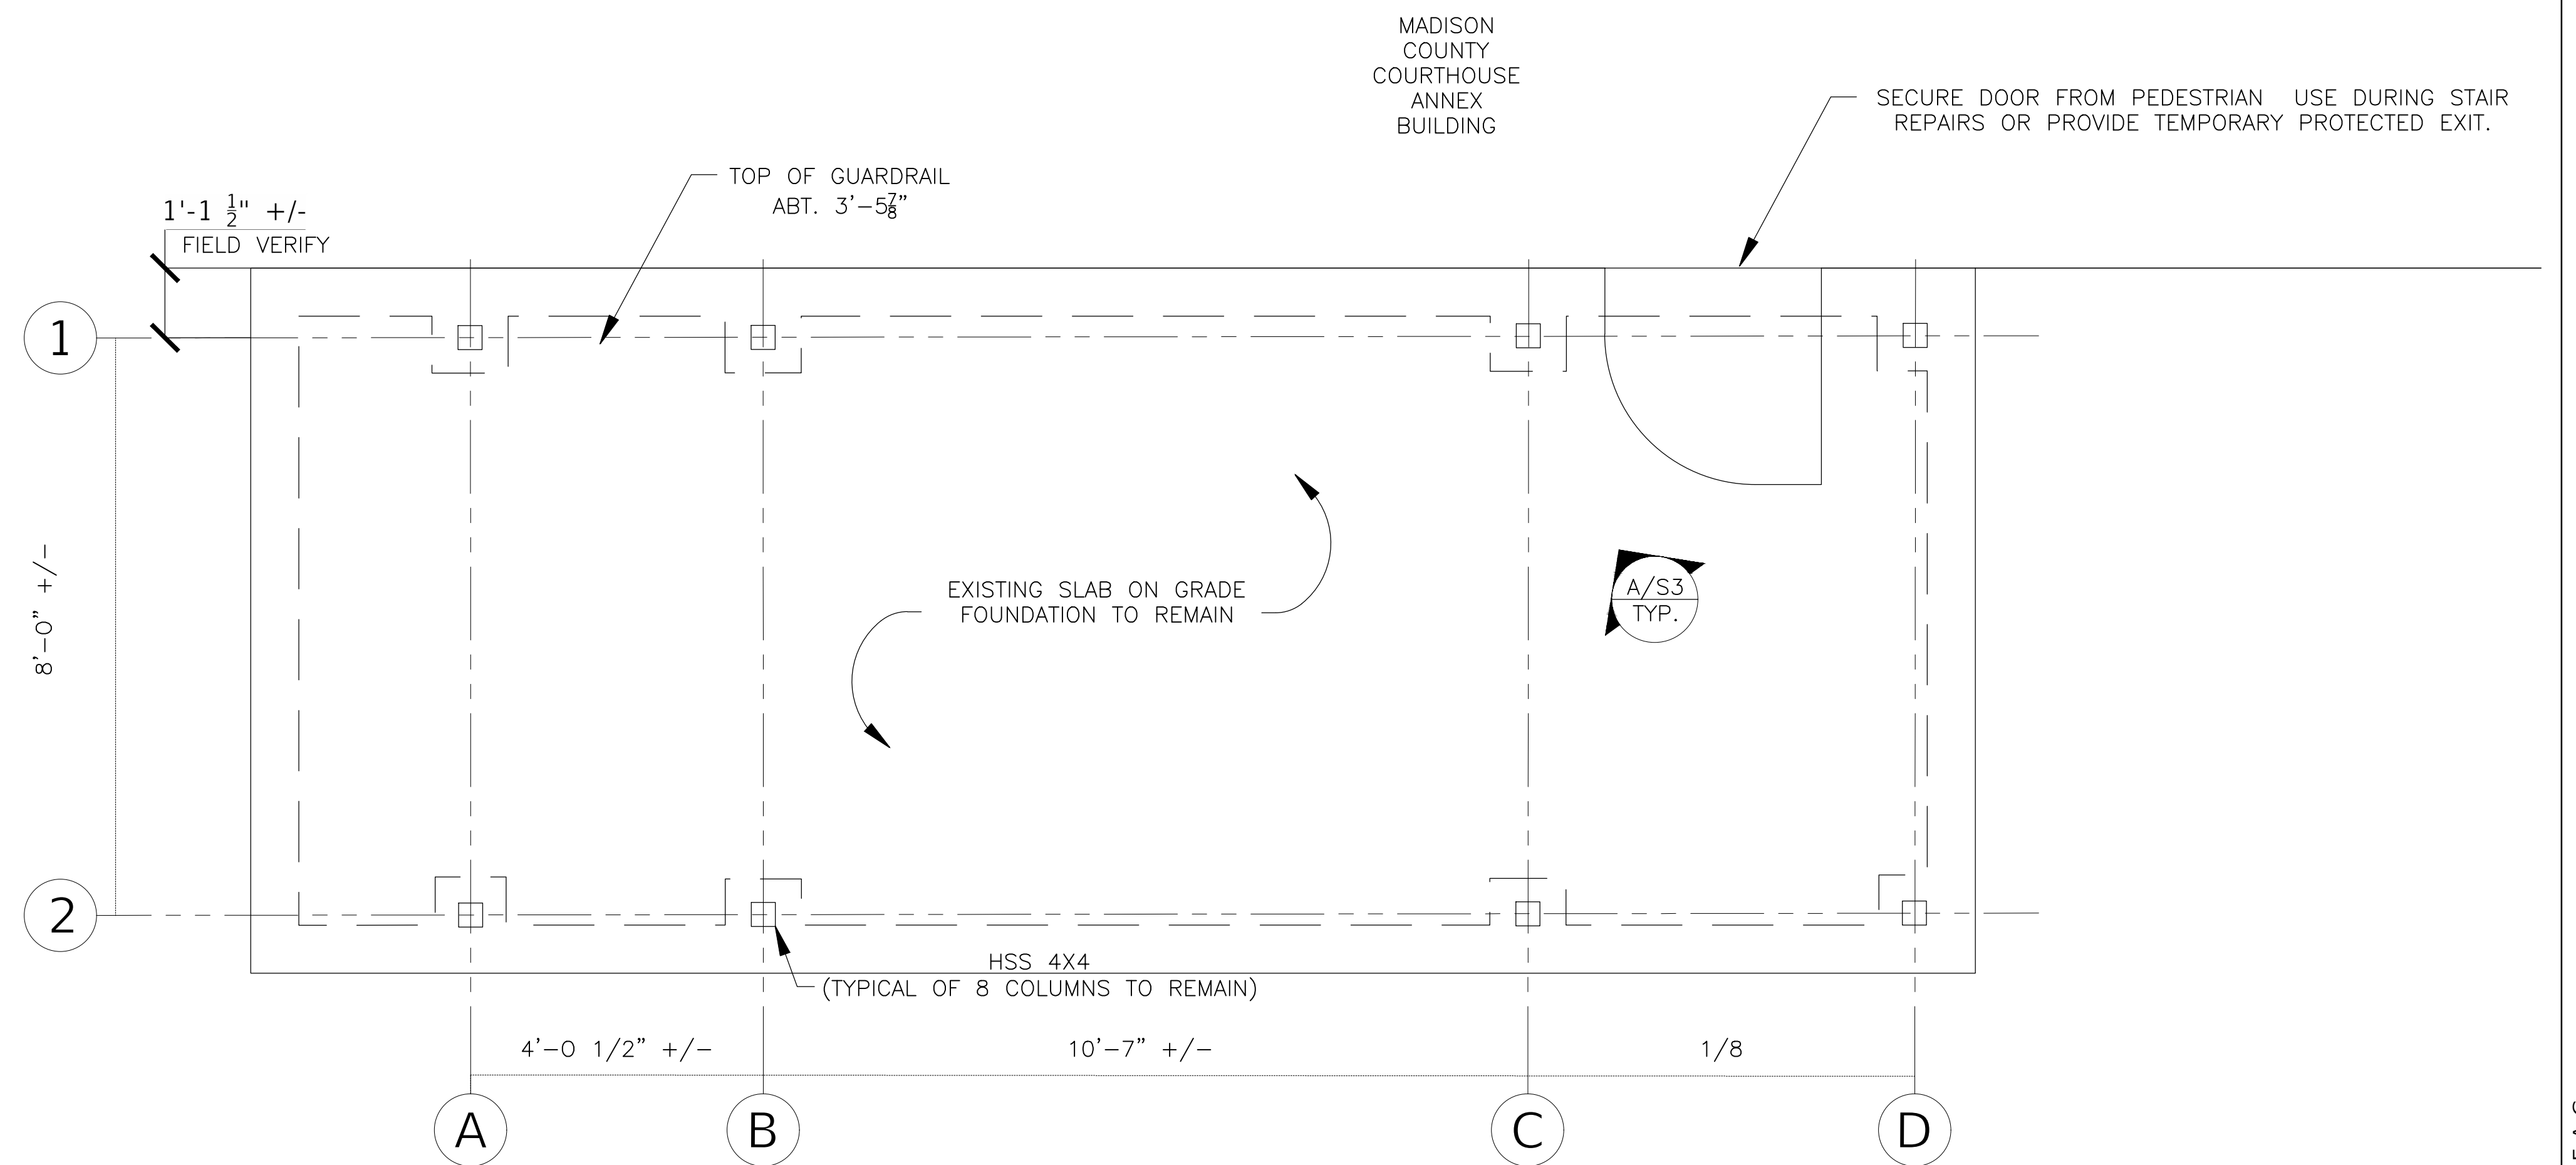 MADISON
COUNTY
COURTHOUSE
ANNEX
BUILDING
SECURE DOOR FROM PEDESTRIAN USE DURING STAIR
REPAIRS OR PROVIDE TEMPORARY PROTECTED EXIT.
TOP OF GUARDRAIL
ABT. 3'-5 7/8"
1'-1 1/2" +/-
FIELD VERIFY
1
8'-0" +/-
EXISTING SLAB ON GRADE
FOUNDATION TO REMAIN
A/S3
TYP.
2
HSS 4X4
(TYPICAL OF 8 COLUMNS TO REMAIN)
4'-0 1/2" +/-
10'-7" +/-
1/8
A
B
C
D